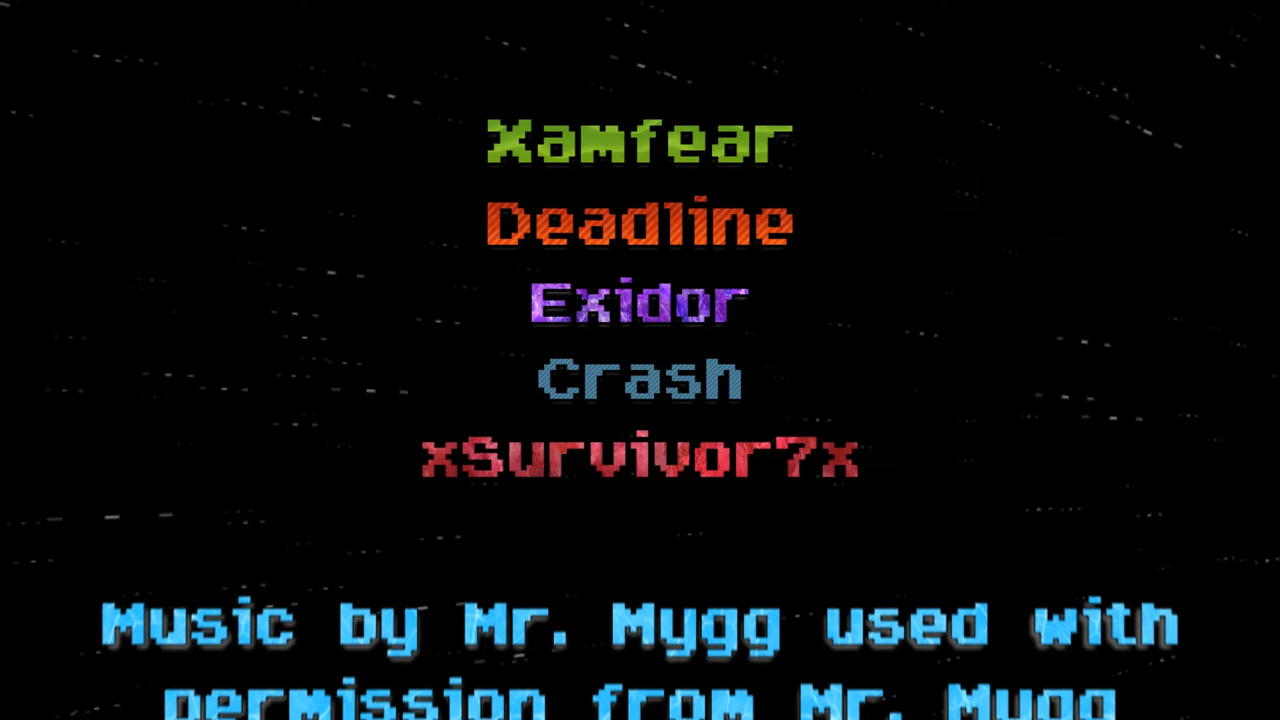 Xamfear
Deadline
Exidor
Crash
xSurvivor7x
Music by Mr. Mygg used with
permission from Mr. Mygg